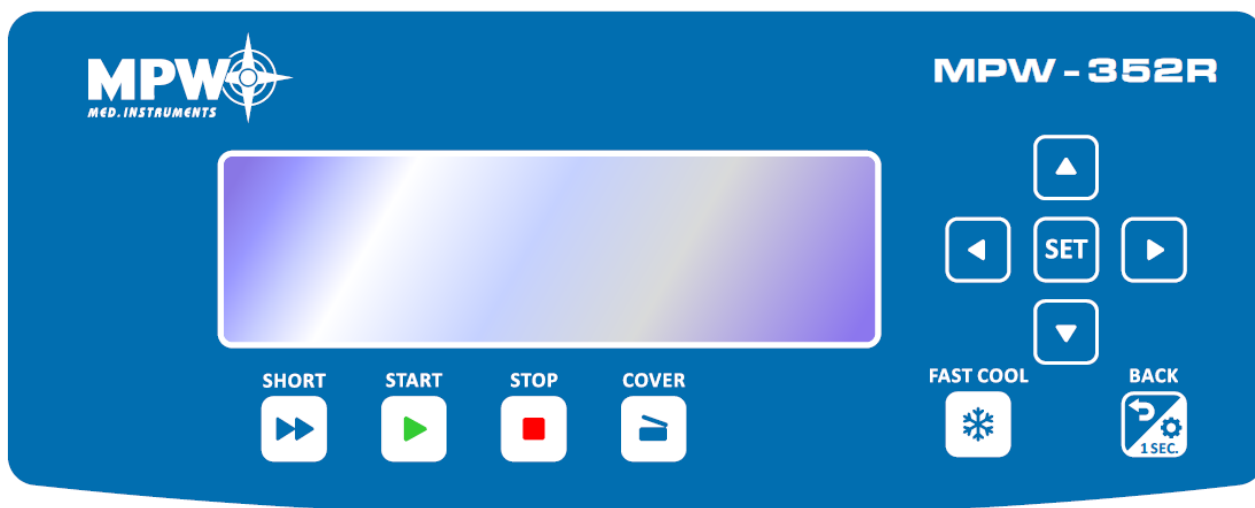 MPW
MED.INSTRUMENTS
MPW - 352R
SET
SHORT
START
STOP
COVER
FAST COOL
BACK
1 SEC.